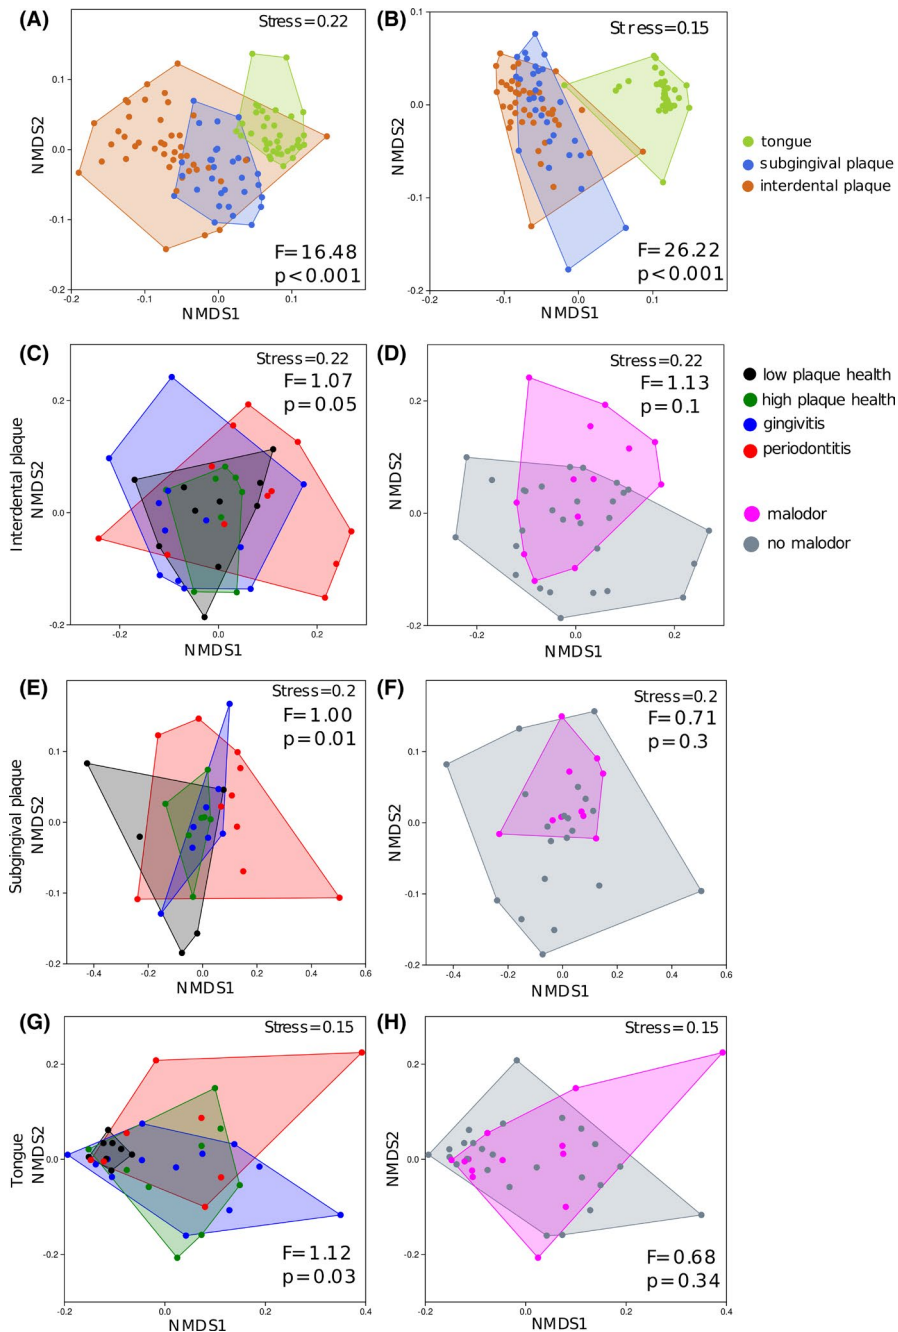 (A)
Stress=0.22
0.1
0.0
-0.1
-0.2
NMDS2
-0.2
-0.1
0.0
0.1
NMDS1
F=16.48
p<0.001
(B)
Stress=0.15
0.1
0.0
-0.1
-0.2
NMDS2
-0.2
-0.1
0.0
0.1
NMDS1
F=26.22
p<0.001
tongue
subgingival plaque
interdental plaque
(C)
Stress=0.22
F=1.07
p=0.05
Interdental plaque
NMDS2
0.2
0.0
-0.2
-0.2
0.0
0.2
NMDS1
(D)
Stress=0.22
F=1.13
p=0.1
NMDS2
0.2
0.0
-0.2
-0.2
0.0
0.2
NMDS1
low plaque health
high plaque health
gingivitis
periodontitis
malodor
no malodor
(E)
Stress=0.2
F=1.00
p=0.01
Subgingival plaque
NMDS2
0.1
0.0
-0.1
-0.2
-0.4
-0.2
0.0
0.2
0.4
0.6
NMDS1
(F)
Stress=0.2
F=0.71
p=0.3
NMDS2
0.1
0.0
-0.1
-0.2
-0.4
-0.2
0.0
0.2
0.4
0.6
NMDS1
(G)
Stress=0.15
Tongue
NMDS2
0.2
0.0
-0.2
F=1.12
p=0.03
-0.2
0.0
0.2
0.4
NMDS1
(H)
Stress=0.15
NMDS2
0.2
0.0
-0.2
F=0.68
p=0.34
-0.2
0.0
0.2
0.4
NMDS1